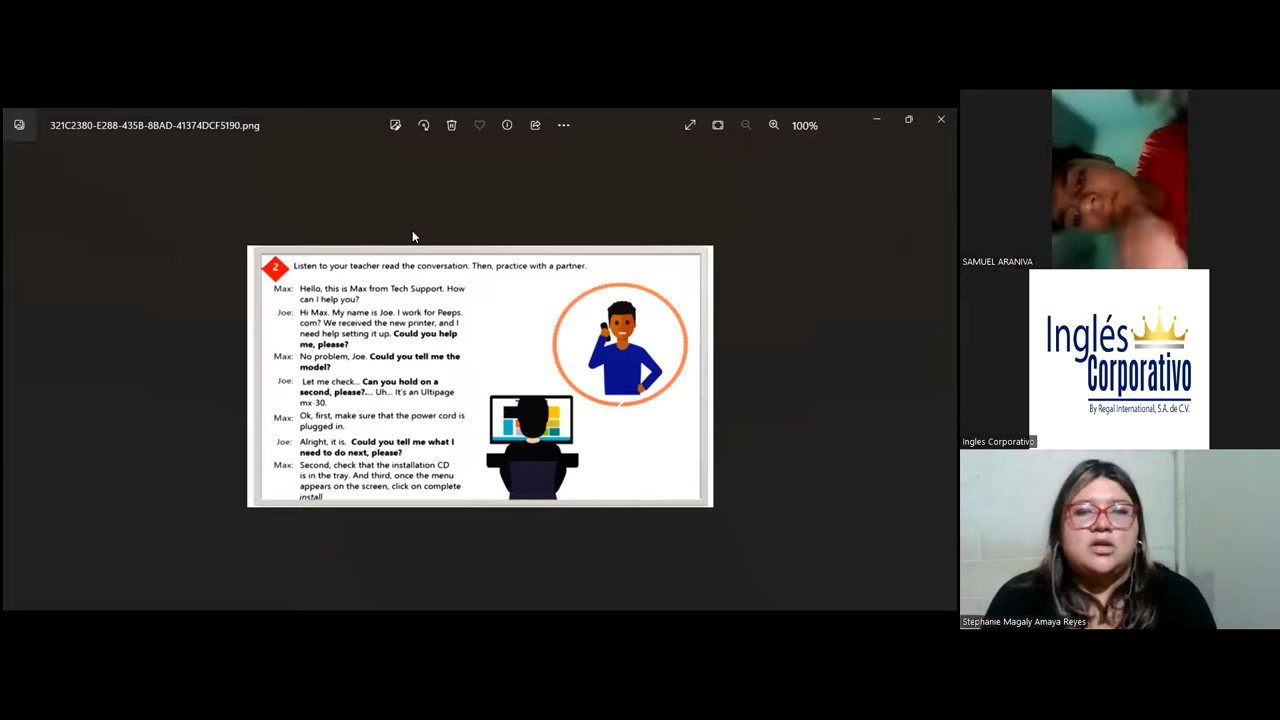 321C2380-E288-435B-8BAD-41374DCF5190.png
100%
2 Listen to your teacher read the conversation. Then, practice with a partner.
Max: Hello, this is Max from Tech Support. How
can I help you?
Joe: Hi Max. My name is Joe. I work for Peeps.
com? We received the new printer, and I
need help setting it up. Could you help
me, please?
Max: No problem, Joe. Could you tell me the
model?
Joe: Let me check... Can you hold on a
second, please?.... Uh... It's an Ultipage
mx-30.
Max: Ok, first, make sure that the power cord is
plugged in.
Joe: Alright, it is. Could you tell me what I
need to do next, please?
Max: Second, check that the installation CD
is in the tray. And third, once the menu
appears on the screen, click on complete
install
SAMUEL ARANIVA
Inglés
Corporativo
By Regal International, S.A. de C.V.
Ingles Corporativo
Stephanie Magaly Amaya Reyes